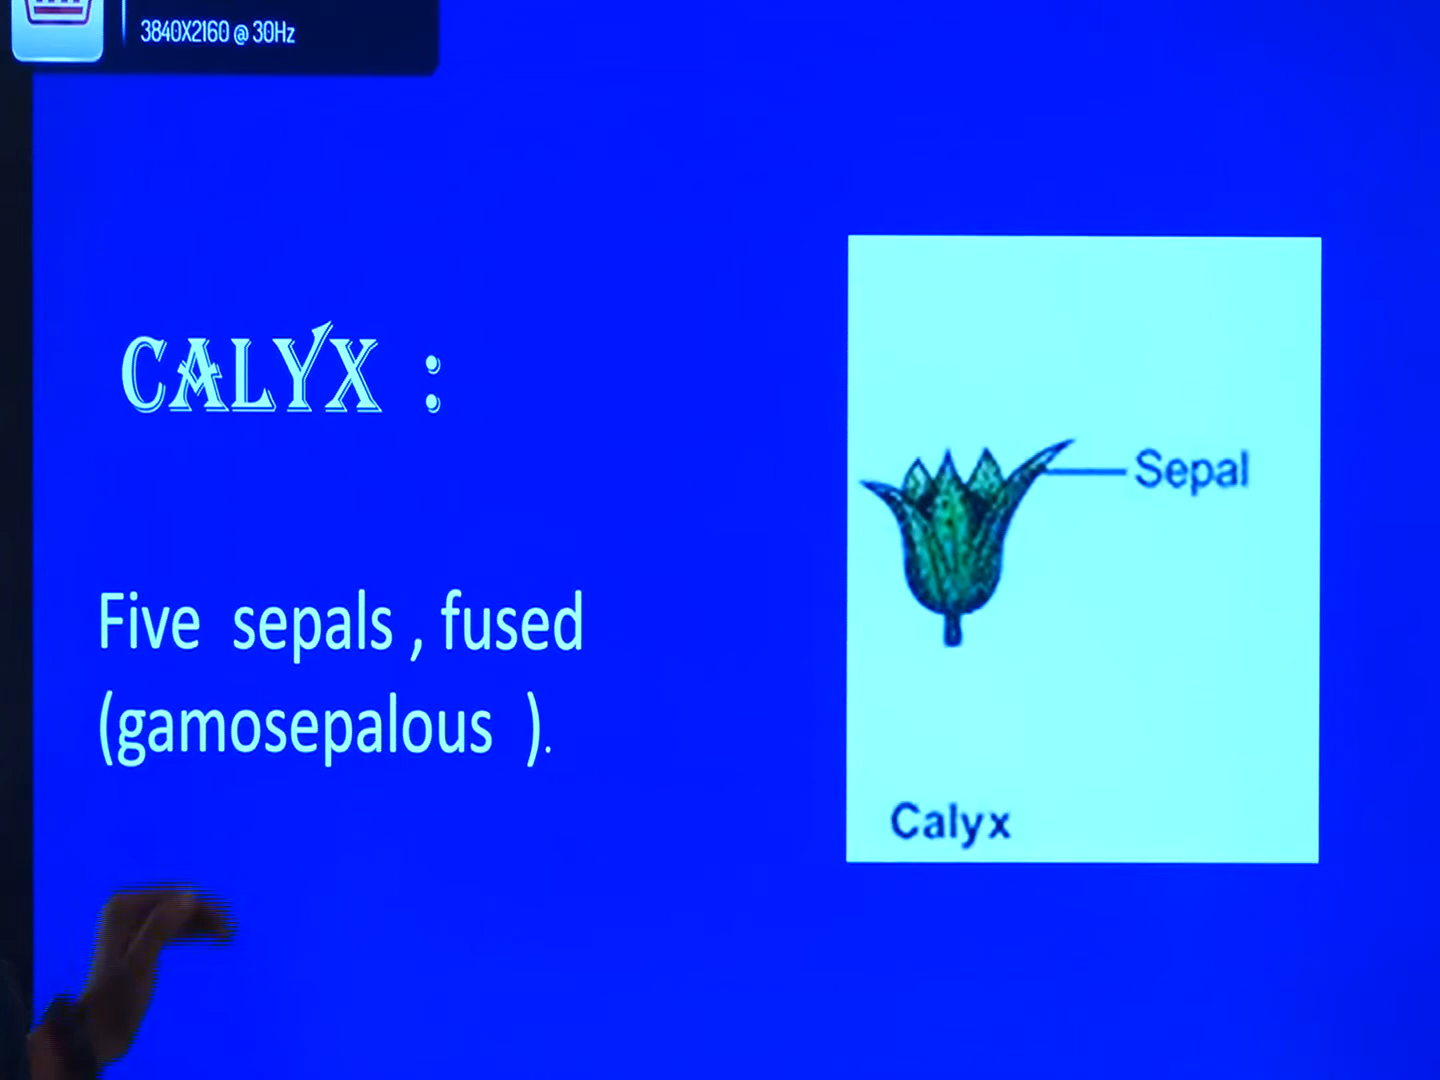 3840X2160 @ 30Hz
CALYX :
Five sepals , fused
(gamosepalous ).
Sepal
Calyx